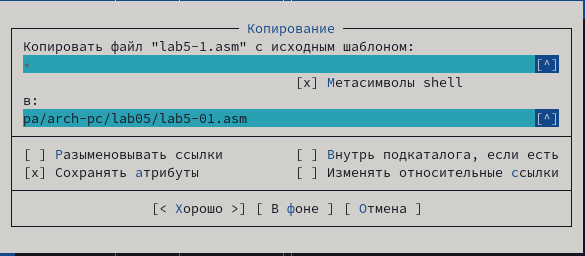 Копирование
Копировать файл "lab5-1.asm" с исходным шаблоном:
* [^]
[x] Метасимволы shell
в:
pa/arch-pc/lab05/lab5-01.asm [^]
[ ] Разыменовывать ссылки [ ] Внутрь подкаталога, если есть
[x] Сохранять атрибуты [ ] Изменять относительные ссылки
[< Хорошо >] [ В фоне ] [ Отмена ]